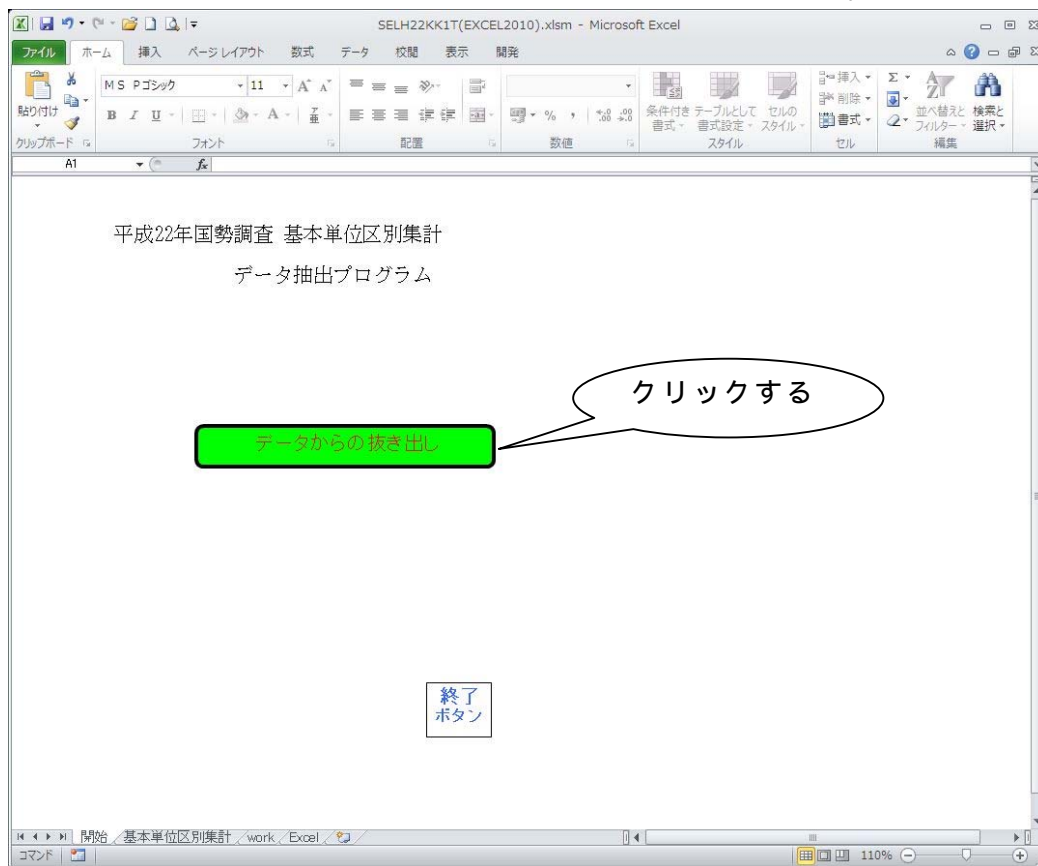 SELH22KK1T(EXCEL2010).xlsm - Microsoft Excel
ファイル ホーム 挿入 ページ レイアウト 数式 データ 校閲 表示 開発
貼り付け
クリップボード
MS Pゴシック 11
B I U
フォント
配置
数値
条件付き書式
テーブルとして書式設定
セルのスタイル
スタイル
挿入
削除
書式
セル
並べ替えとフィルター
検索と選択
編集
A1 fx
平成22年国勢調査 基本単位区別集計
データ抽出プログラム
クリックする
データからの抜き出し
終了
ボタン
開始 基本単位区別集計 work Excel
コマンド 110%